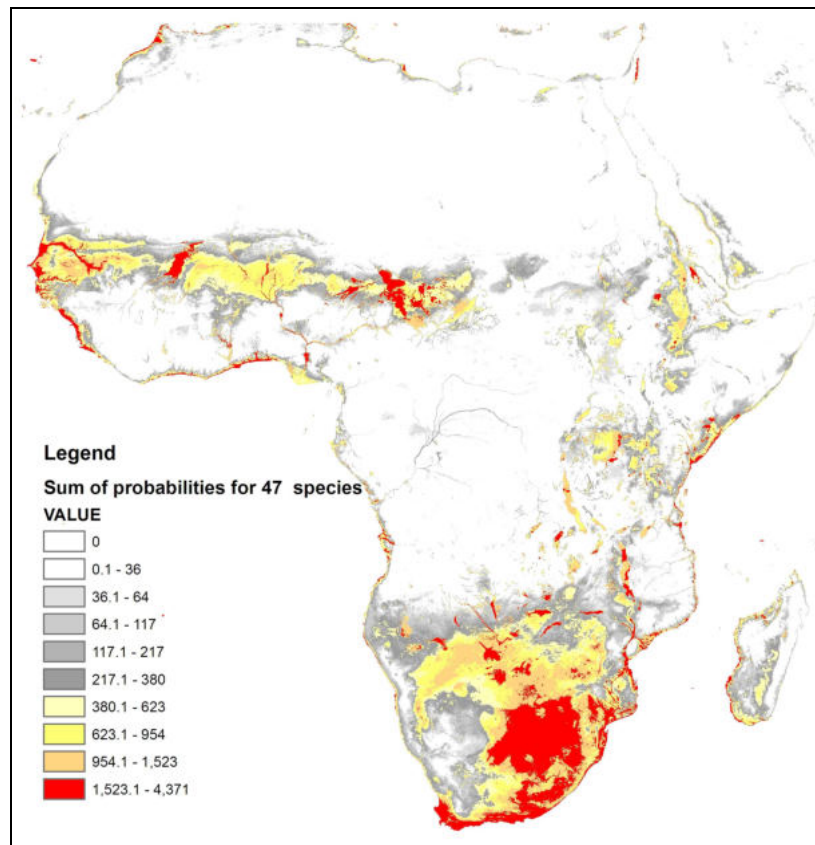 Legend
Sum of probabilities for 47 species
VALUE
0
0.1 - 36
36.1 - 64
64.1 - 117
117.1 - 217
217.1 - 380
380.1 - 623
623.1 - 954
954.1 - 1,523
1,523.1 - 4,371